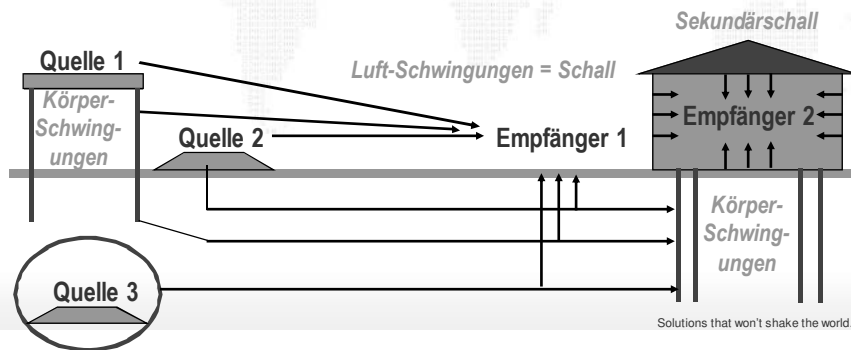 Sekundärschall
Quelle 1
Luft-Schwingungen = Schall
Körper-
Schwing-
ungen
Quelle 2
Empfänger 1
Empfänger 2
Körper-
Schwing-
ungen
Quelle 3
Solutions that won't shake the world.